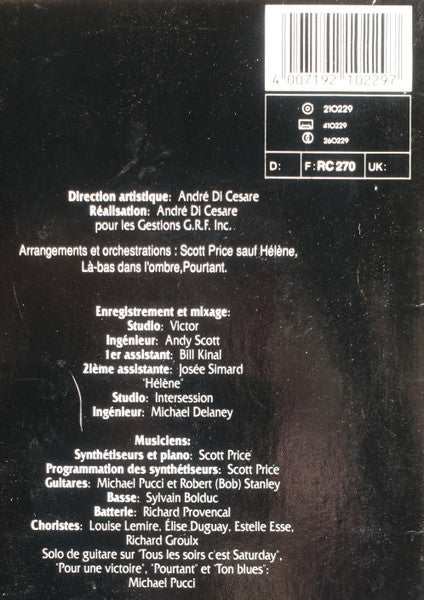 4 007192 102297
210229
410229
260229
D: F: RC 270 UK:
Direction artistique: André Di Cesare
Réalisation: André Di Cesare
pour les Gestions G.R.F. Inc.
Arrangements et orchestrations : Scott Price sauf Hélène,
Là-bas dans l'ombre,Pourtant.
Enregistrement et mixage:
Studio: Victor
Ingénieur: Andy Scott
1er assistant: Bill Kinal
2ième assistante: Josée Simard
"Hélène"
Studio: Intersession
Ingénieur: Michael Delaney
Musiciens:
Synthétiseurs et piano: Scott Price
Programmation des synthétiseurs: Scott Price
Guitares: Michael Pucci et Robert (Bob) Stanley
Basse: Sylvain Bolduc
Batterie: Richard Provencal
Choristes: Louise Lemire, Élise Duguay, Estelle Esse,
Richard Groulx
Solo de guitare sur "Tous les soirs c'est Saturday",
"Pour une victoire", "Pourtant" et "Ton blues":
Michael Pucci